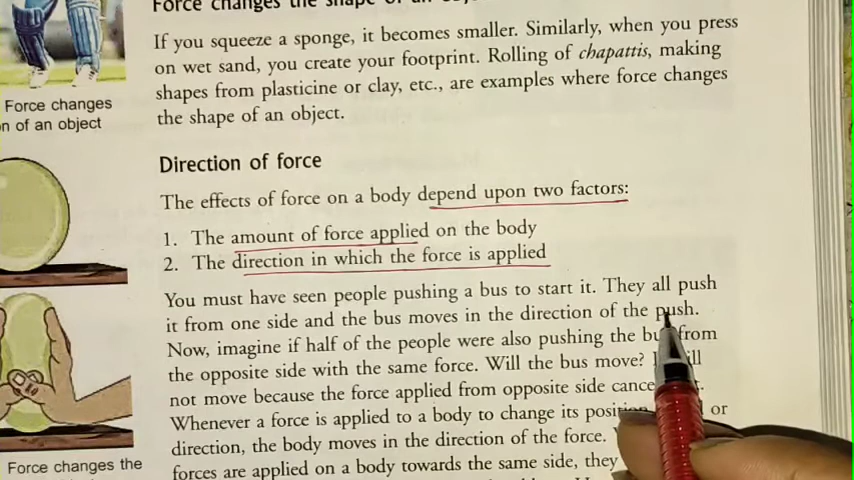 Force changes the shape of an
If you squeeze a sponge, it becomes smaller. Similarly, when you press
on wet sand, you create your footprint. Rolling of chapattis, making
shapes from plasticine or clay, etc., are examples where force changes
the shape of an object.
Force changes
n of an object
Direction of force
The effects of force on a body depend upon two factors:
1. The amount of force applied on the body
2. The direction in which the force is applied
You must have seen people pushing a bus to start it. They all push
it from one side and the bus moves in the direction of the push.
Now, imagine if half of the people were also pushing the bu from
the opposite side with the same force. Will the bus move? ill
not move because the force applied from opposite side cance
Whenever a force is applied to a body to change its or
direction, the body moves in the direction of the force.
forces are applied on a body towards the same side, they
Force changes the